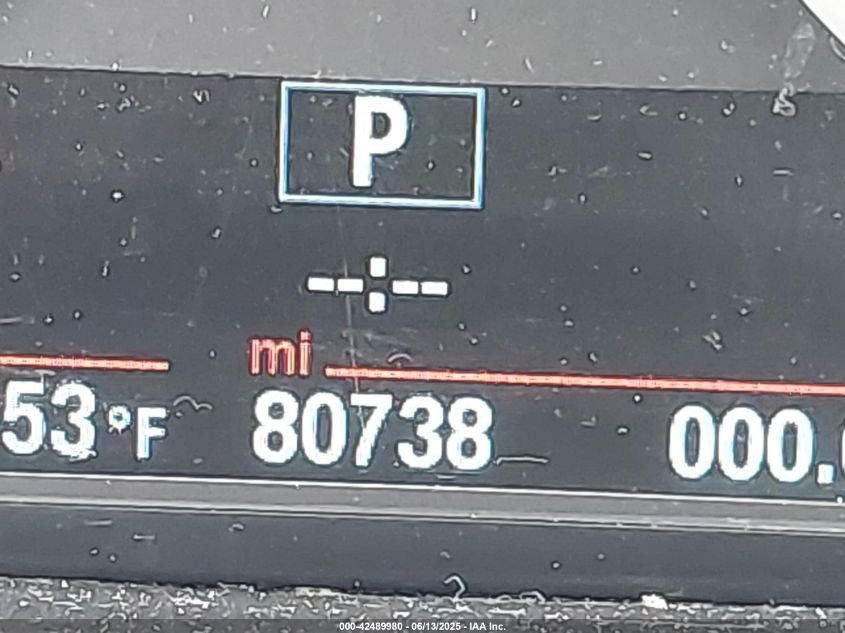 P
mi
53°F 80738 000.
000-42489980 - 06/13/2025 - IAA Inc.